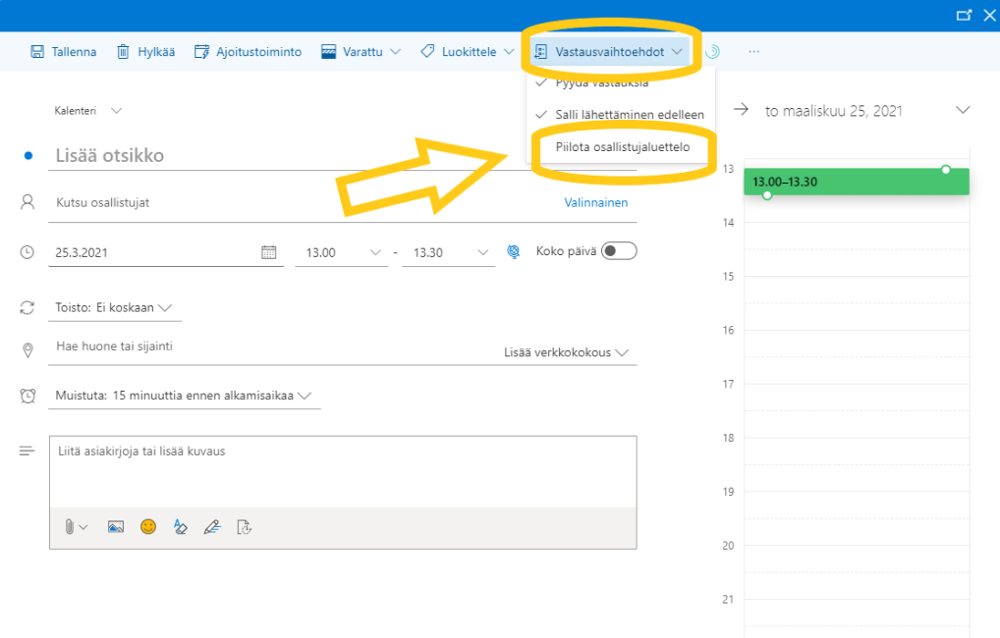 Tallenna Hylkää Ajoitustoiminto Varattu Luokittele Vastausvaihtoehdot ...
Pyydä vastauksia
Salli lähettäminen edelleen
Piilota osallistujaluettelo
Kalenteri
Lisää otsikko
Kutsu osallistujat Valinnainen
25.3.2021 13.00 - 13.30 Koko päivä
Toisto: Ei koskaan
Hae huone tai sijainti Lisää verkkokokous
Muistuta: 15 minuuttia ennen alkamisaikaa
Liitä asiakirjoja tai lisää kuvaus
to maaliskuu 25, 2021
13
13.00–13.30
14
15
16
17
18
19
20
21